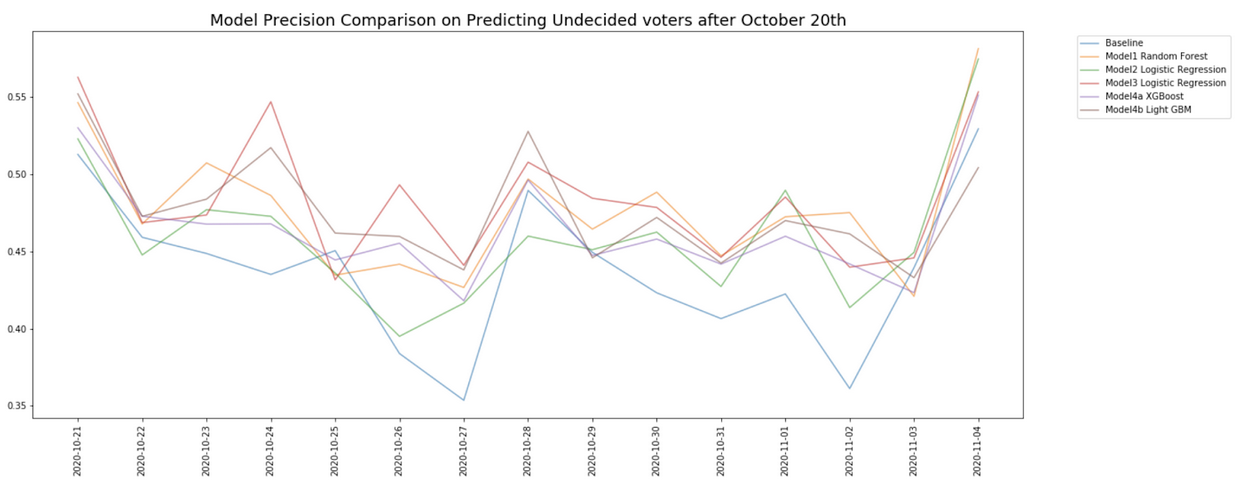 Model Precision Comparison on Predicting Undecided voters after October 20th
Baseline
Model1 Random Forest
Model2 Logistic Regression
Model3 Logistic Regression
Model4a XGBoost
Model4b Light GBM
0.55
0.50
0.45
0.40
0.35
2020-10-21
2020-10-22
2020-10-23
2020-10-24
2020-10-25
2020-10-26
2020-10-27
2020-10-28
2020-10-29
2020-10-30
2020-10-31
2020-11-01
2020-11-02
2020-11-03
2020-11-04